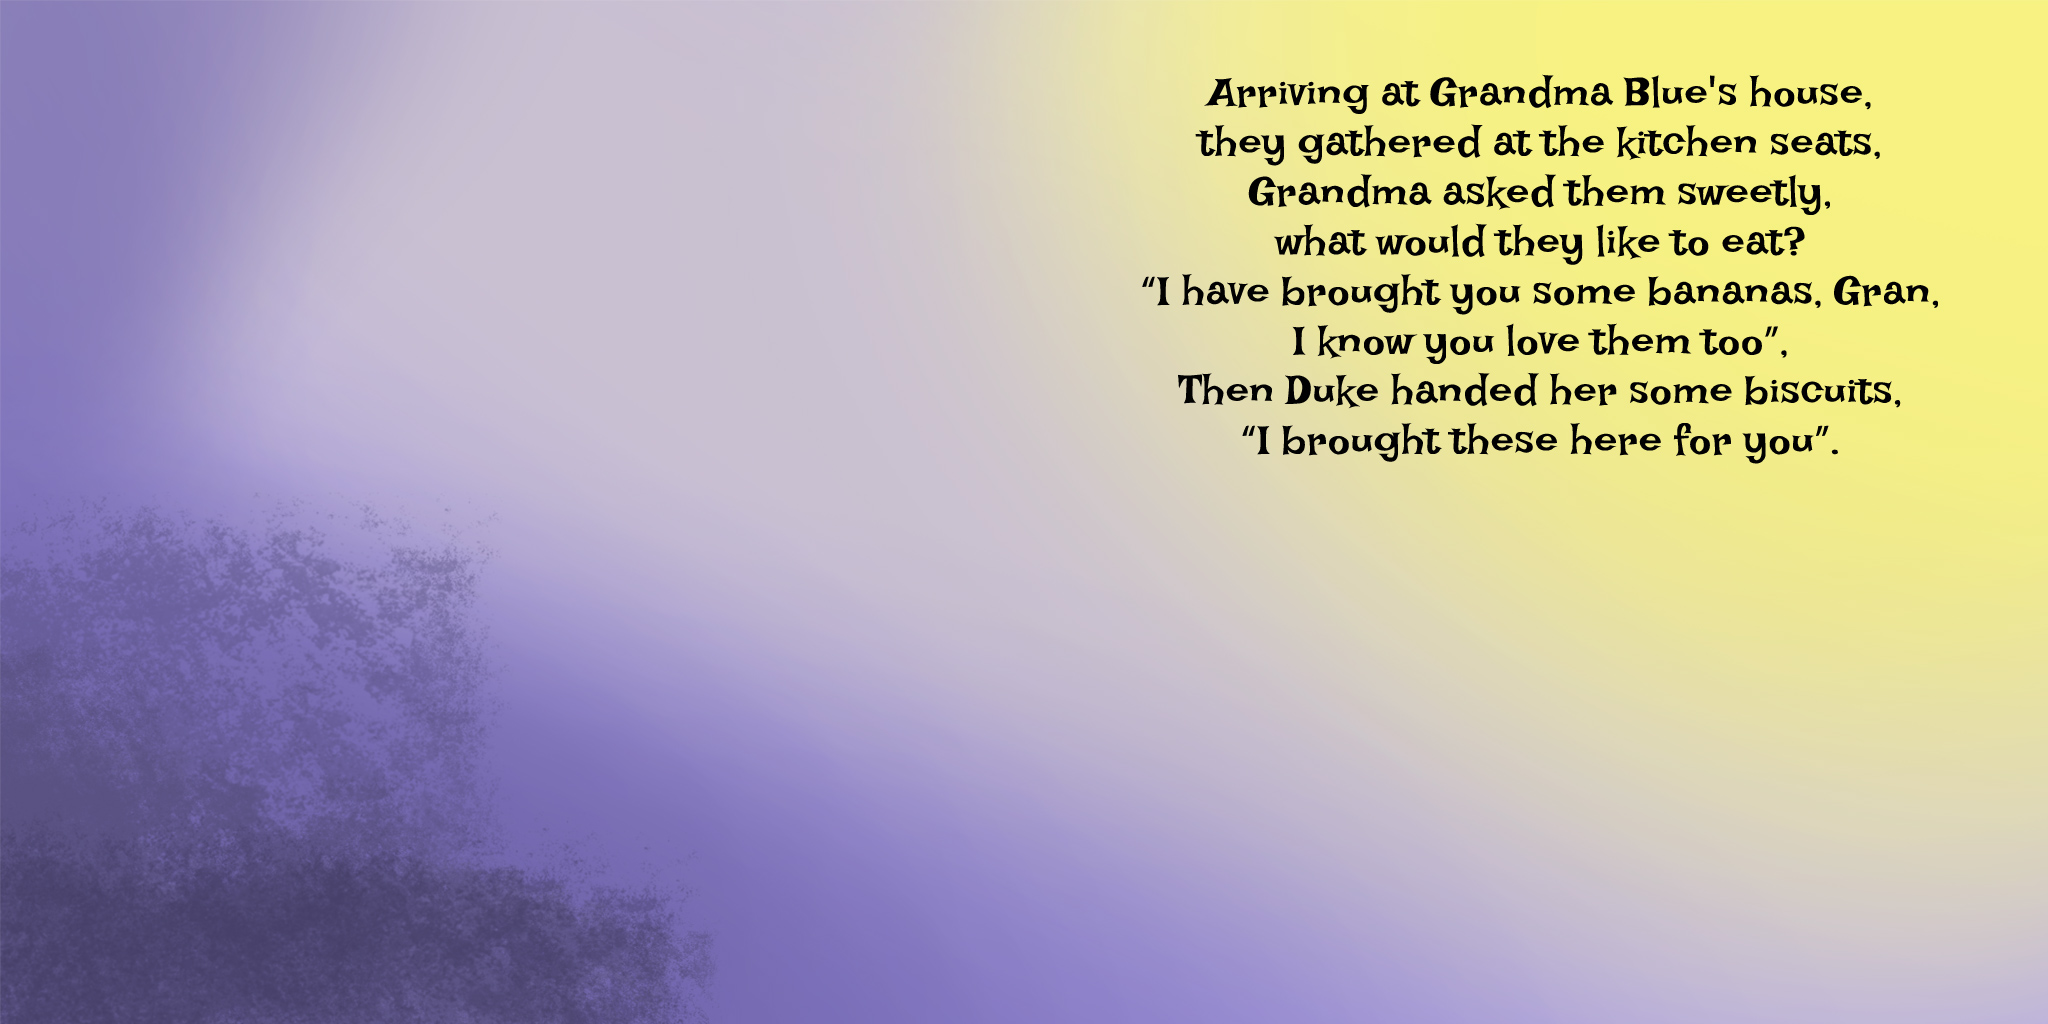 Arriving at Grandma Blue's house,
they gathered at the kitchen seats,
Grandma asked them sweetly,
what would they like to eat?
“I have brought you some bananas, Gran,
I know you love them too”,
Then Duke handed her some biscuits,
“I brought these here for you”.